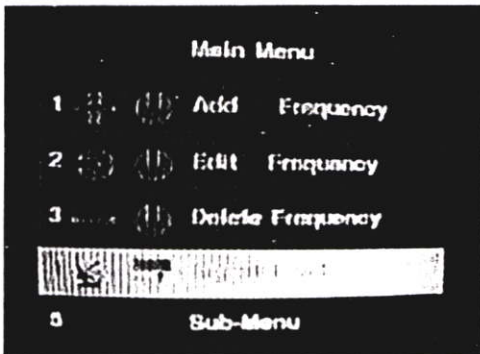 Main Menu
1 Add Frequency
2 Edit Frequency
3 Delete Frequency
5 Sub-Menu